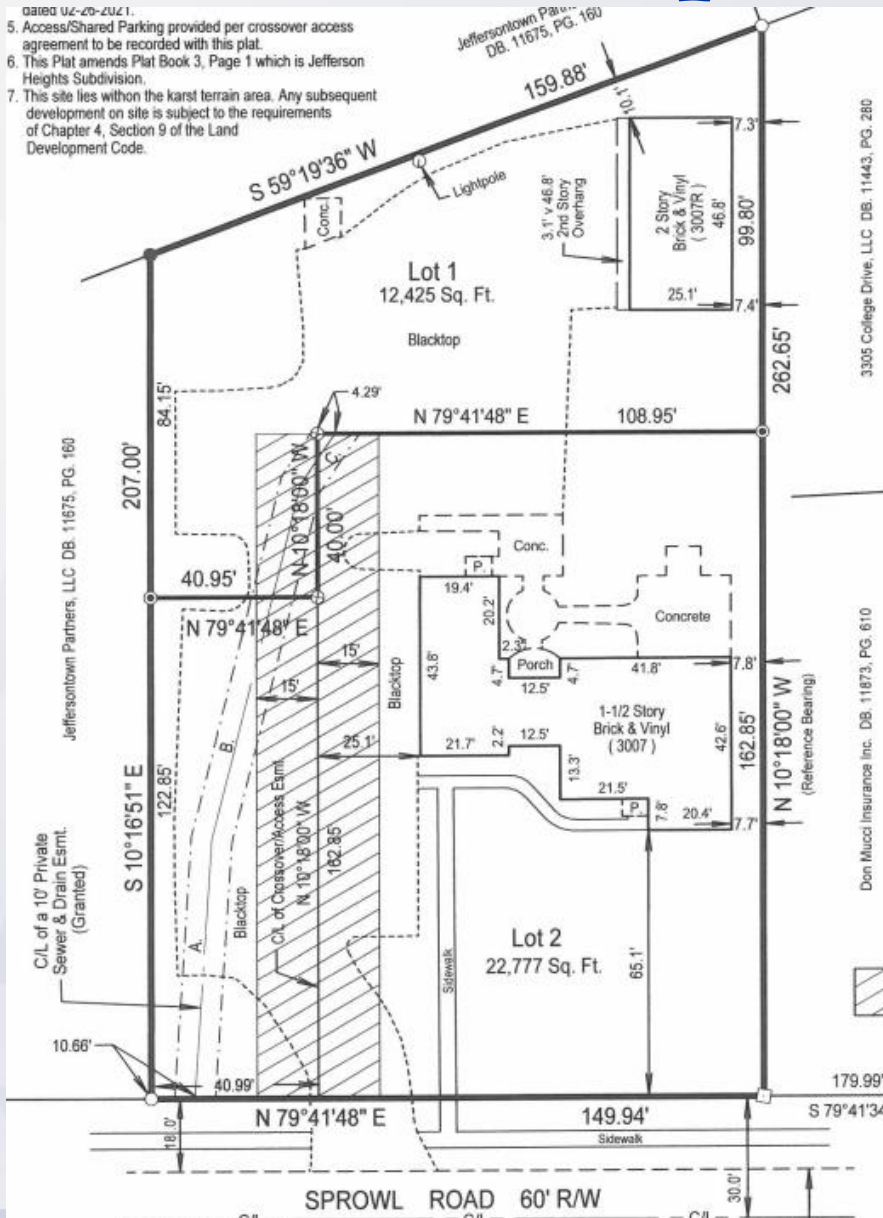 dated 02-26-2021.
5. Access/Shared Parking provided per crossover access
agreement to be recorded with this plat.
6. This Plat amends Plat Book 3, Page 1 which is Jefferson
Heights Subdivision.
7. This site lies withon the karst terrain area. Any subsequent
development on site is subject to the requirements
of Chapter 4, Section 9 of the Land
Development Code.
Jeffersontown
DB. 11675, PG. 160
159.88'
10.1'
S 59°19'36" W
Lightpole
Conc.
3.1' v 46.8'
2nd Story
Overhang
2 Story
Brick & Vinyl
( 3007R )
46.8'
25.1'
7.3'
99.80'
7.4'
3305 College Drive, LLC DB. 11443, PG. 280
Lot 1
12,425 Sq. Ft.
Blacktop
262.65'
84.15'
207.00'
4.29'
N 79°41'48" E
108.95'
Jeffersontown Partners, LLC DB. 11675, PG. 160
N 10°18'00" W
40.00'
C.
40.95'
N 79°41'48" E
15'
15'
Blacktop
25.1'
Conc.
P.
19.4'
20.2'
2.3'
Porch
4.7'
12.5'
4.7'
41.8'
Concrete
43.8'
21.7'
2.2'
12.5'
13.3'
1-1/2 Story
Brick & Vinyl
( 3007 )
42.6'
21.5'
P.
7.8'
20.4'
7.8'
162.85'
7.7'
N 10°18'00" W
(Reference Bearing)
Don Mucci Insurance Inc. DB. 11873, PG. 610
S 10°16'51" E
122.85'
B.
A.
Blacktop
C/L of Crossover/Access Esmt.
N 10°18'00" W
162.85'
C/L of a 10' Private
Sewer & Drain Esmt.
(Granted)
Sidewalk
Lot 2
22,777 Sq. Ft.
65.1'
10.66'
40.99'
N 79°41'48" E
149.94'
179.99'
S 79°41'34
18.0'
Sidewalk
30.0'
SPROWL ROAD 60' R/W
C/L
C/L
C/L